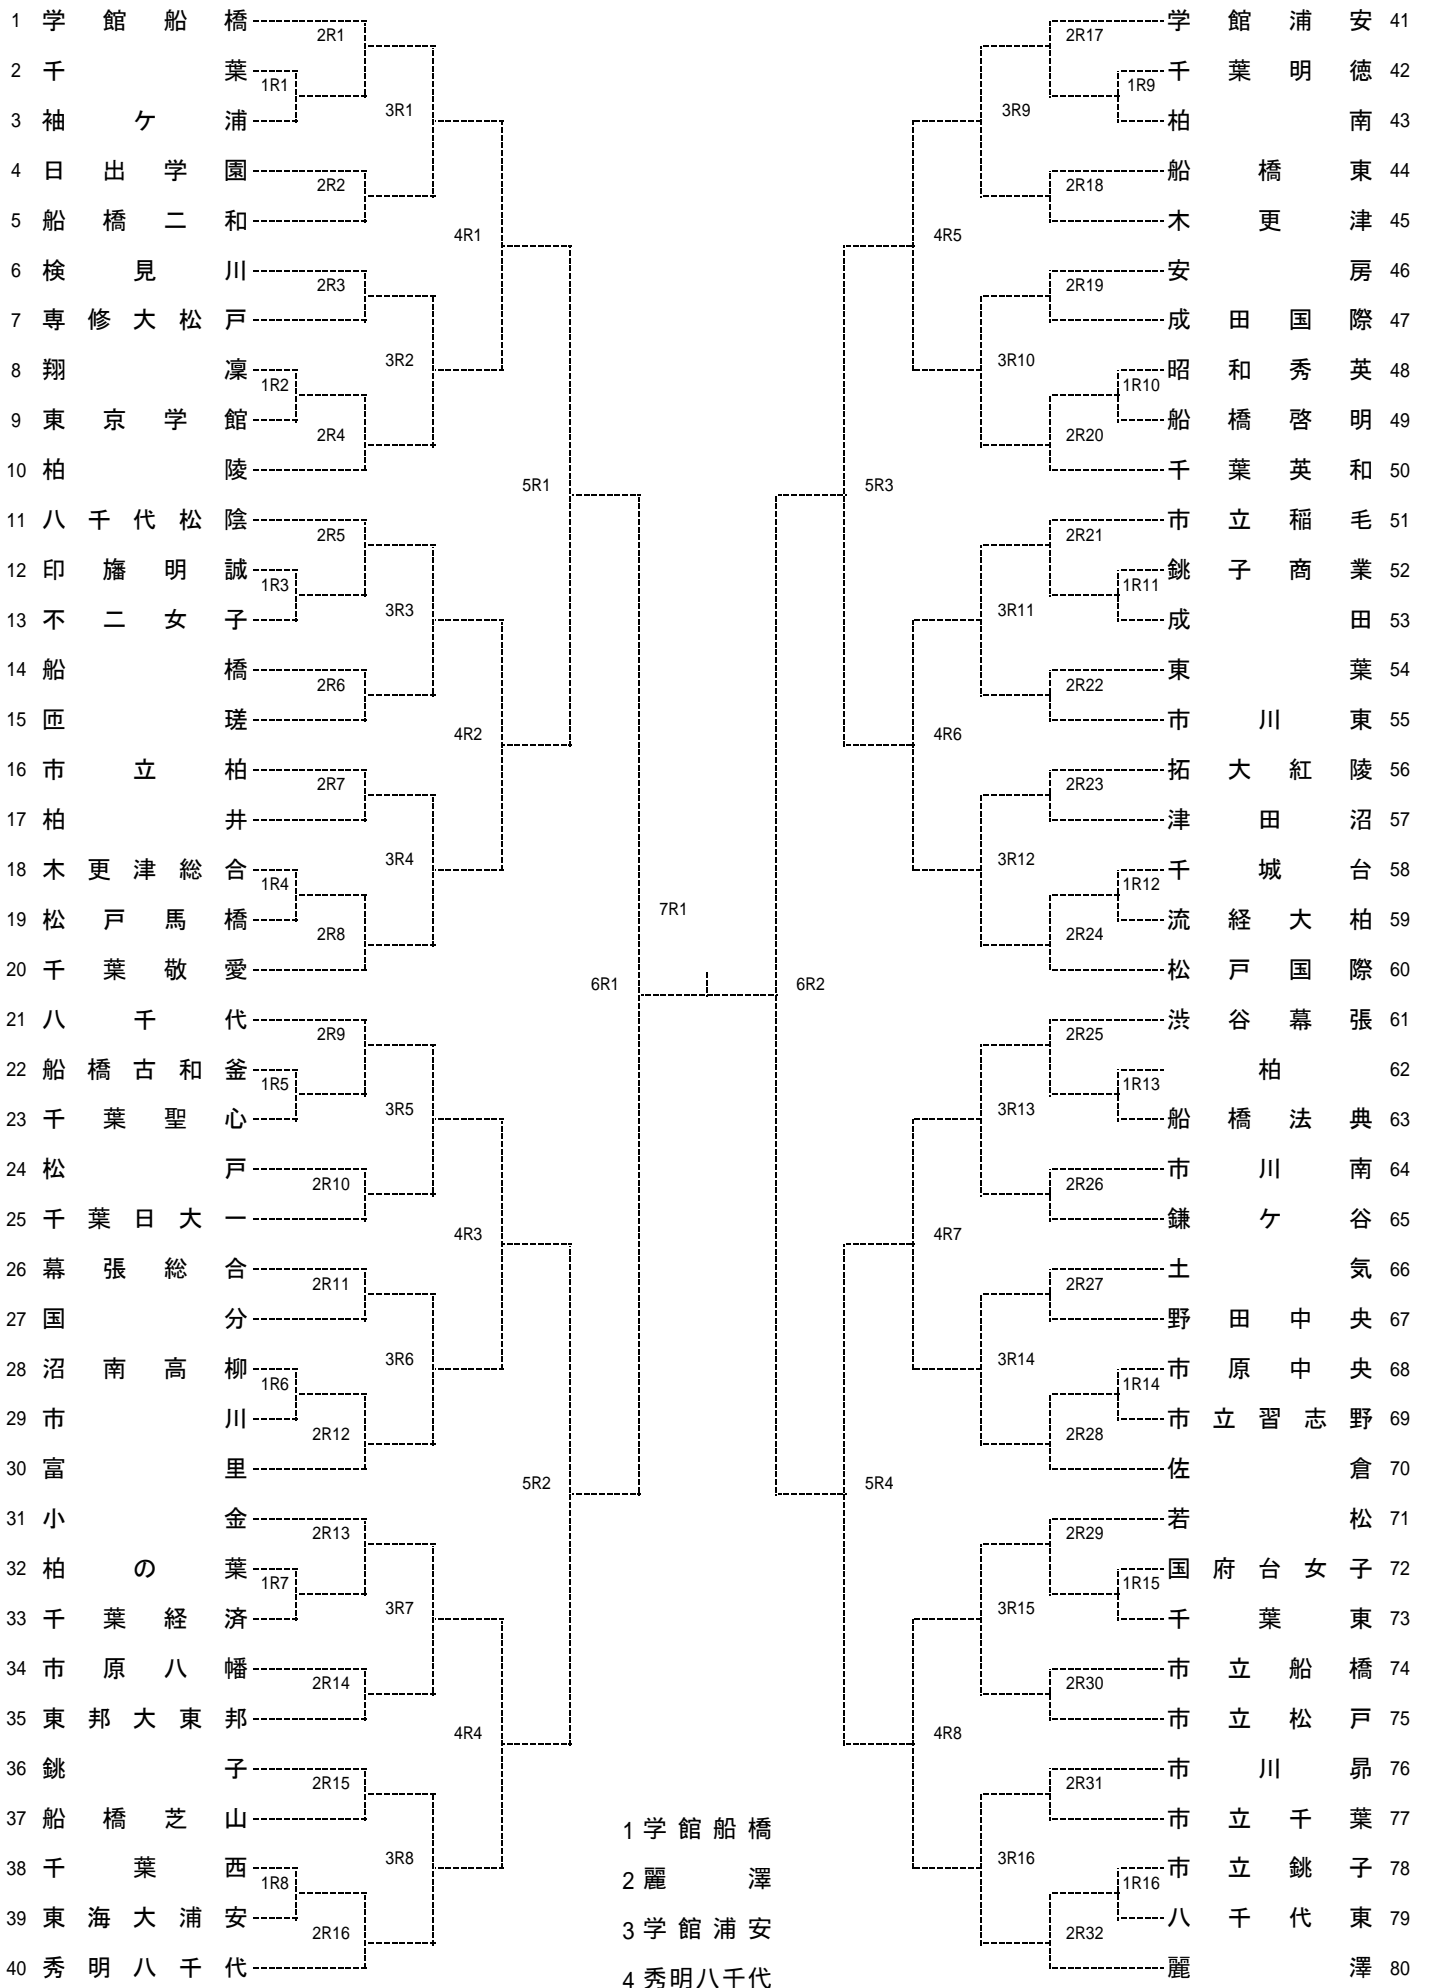 1 学館船橋
2 千葉
3 袖ケ浦
4 日出学園
5 船橋二和
6 検見川
7 専修大松戸
8 翔凜
9 東京学館
10 柏陵
11 八千代松陰
12 印旛明誠
13 不二女子
14 船橋
15 匝瑳
16 市立柏
17 柏井
18 木更津総合
19 松戸馬橋
20 千葉敬愛
21 八千代
22 船橋古和釜
23 千葉聖心
24 松戸
25 千葉日大一
26 幕張総合
27 国分
28 沼南高柳
29 市川
30 富里
31 小金
32 柏の葉
33 千葉経済
34 市原八幡
35 東邦大東邦
36 銚子
37 船橋芝山
38 千葉西
39 東海大浦安
40 秀明八千代
1R1
1R2
1R3
1R4
1R5
1R6
1R7
1R8
2R1
2R2
2R3
2R4
2R5
2R6
2R7
2R8
2R9
2R10
2R11
2R12
2R13
2R14
2R15
2R16
3R1
3R2
3R3
3R4
3R5
3R6
3R7
3R8
4R1
4R2
4R3
4R4
5R1
5R2
6R1
7R1
6R2
5R3
5R4
4R5
4R6
4R7
4R8
3R9
3R10
3R11
3R12
3R13
3R14
3R15
3R16
2R17
2R18
2R19
2R20
2R21
2R22
2R23
2R24
2R25
2R26
2R27
2R28
2R29
2R30
2R31
2R32
1R9
1R10
1R11
1R12
1R13
1R14
1R15
1R16
学館浦安 41
千葉明徳 42
柏南 43
船橋東 44
木更津 45
安房 46
成田国際 47
昭和秀英 48
船橋啓明 49
千葉英和 50
市立稲毛 51
銚子商業 52
成田 53
東葉 54
市川東 55
拓大紅陵 56
津田沼 57
千城台 58
流経大柏 59
松戸国際 60
渋谷幕張 61
柏 62
船橋法典 63
市川南 64
鎌ケ谷 65
土気 66
野田中央 67
市原中央 68
市立習志野 69
佐倉 70
若松 71
国府台女子 72
千葉東 73
市立船橋 74
市立松戸 75
市川昴 76
市立千葉 77
市立銚子 78
八千代東 79
麗澤 80
1 学館船橋
2 麗澤
3 学館浦安
4 秀明八千代